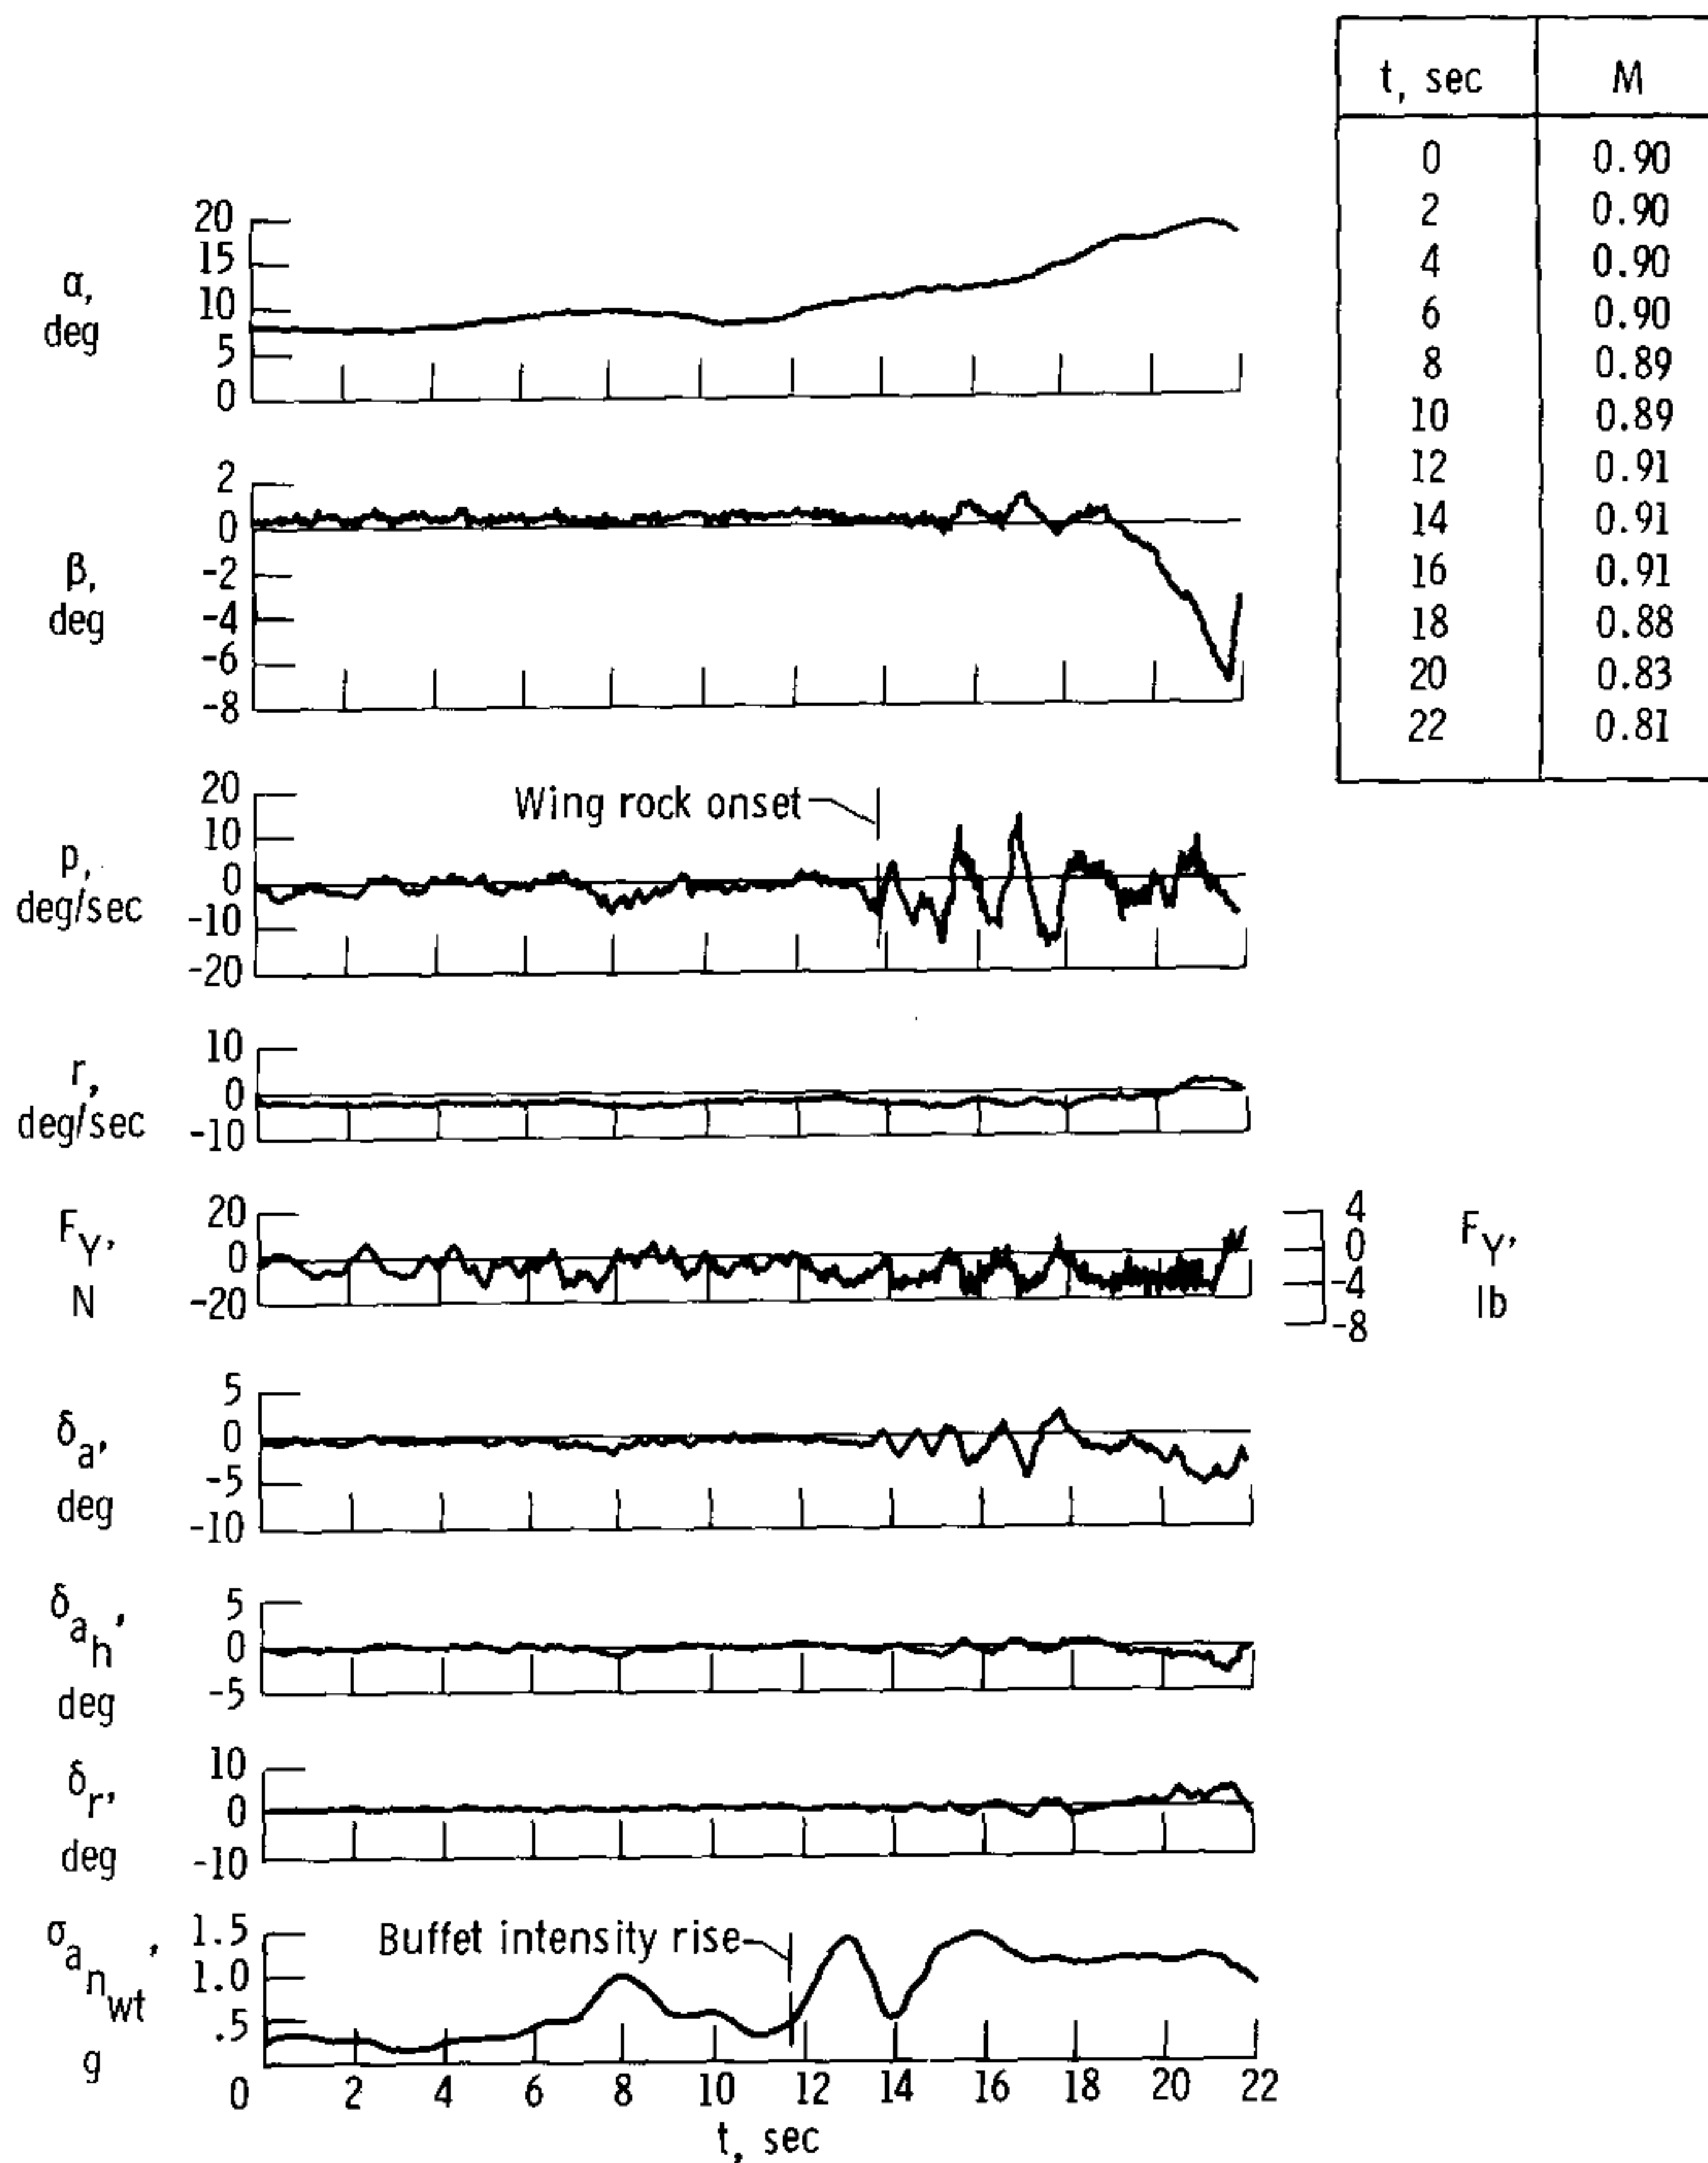 t, sec M
0 0.90
2 0.90
4 0.90
6 0.90
8 0.89
10 0.89
12 0.91
14 0.91
16 0.91
18 0.88
20 0.83
22 0.81
α,
deg
20
15
10
5
0
β,
deg
2
0
-2
-4
-6
-8
p,
deg/sec
20
10
0
-10
-20
Wing rock onset
r,
deg/sec
10
0
-10
F_Y,
N
20
0
-20
4
0
-4
-8
F_Y,
lb
δ_a,
deg
5
0
-5
-10
δ_a_h,
deg
5
0
-5
δ_r,
deg
10
0
-10
σ_a_n_wt,
g
1.5
1.0
.5
Buffet intensity rise
0 2 4 6 8 10 12 14 16 18 20 22
t, sec